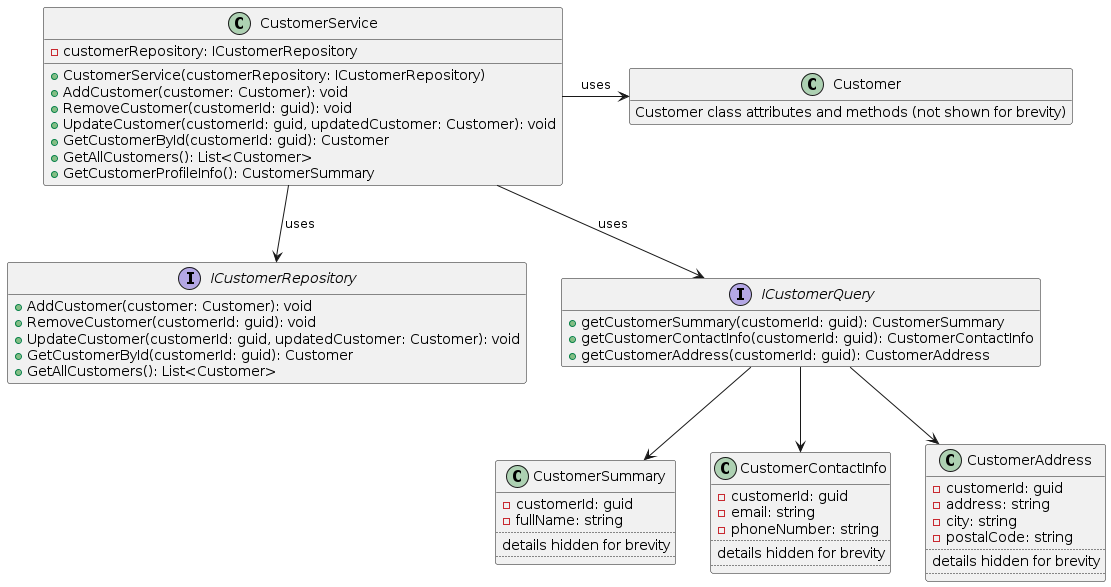 C CustomerService
customerRepository: ICustomerRepository
CustomerService(customerRepository: ICustomerRepository)
AddCustomer(customer: Customer): void
RemoveCustomer(customerId: guid): void
UpdateCustomer(customerId: guid, updatedCustomer: Customer): void
GetCustomerById(customerId: guid): Customer
GetAllCustomers(): List<Customer>
GetCustomerProfileInfo(): CustomerSummary
uses
C Customer
Customer class attributes and methods (not shown for brevity)
uses
uses
I ICustomerRepository
AddCustomer(customer: Customer): void
RemoveCustomer(customerId: guid): void
UpdateCustomer(customerId: guid, updatedCustomer: Customer): void
GetCustomerById(customerId: guid): Customer
GetAllCustomers(): List<Customer>
I ICustomerQuery
getCustomerSummary(customerId: guid): CustomerSummary
getCustomerContactInfo(customerId: guid): CustomerContactInfo
getCustomerAddress(customerId: guid): CustomerAddress
C CustomerSummary
customerId: guid
fullName: string
details hidden for brevity
C CustomerContactInfo
customerId: guid
email: string
phoneNumber: string
details hidden for brevity
C CustomerAddress
customerId: guid
address: string
city: string
postalCode: string
details hidden for brevity